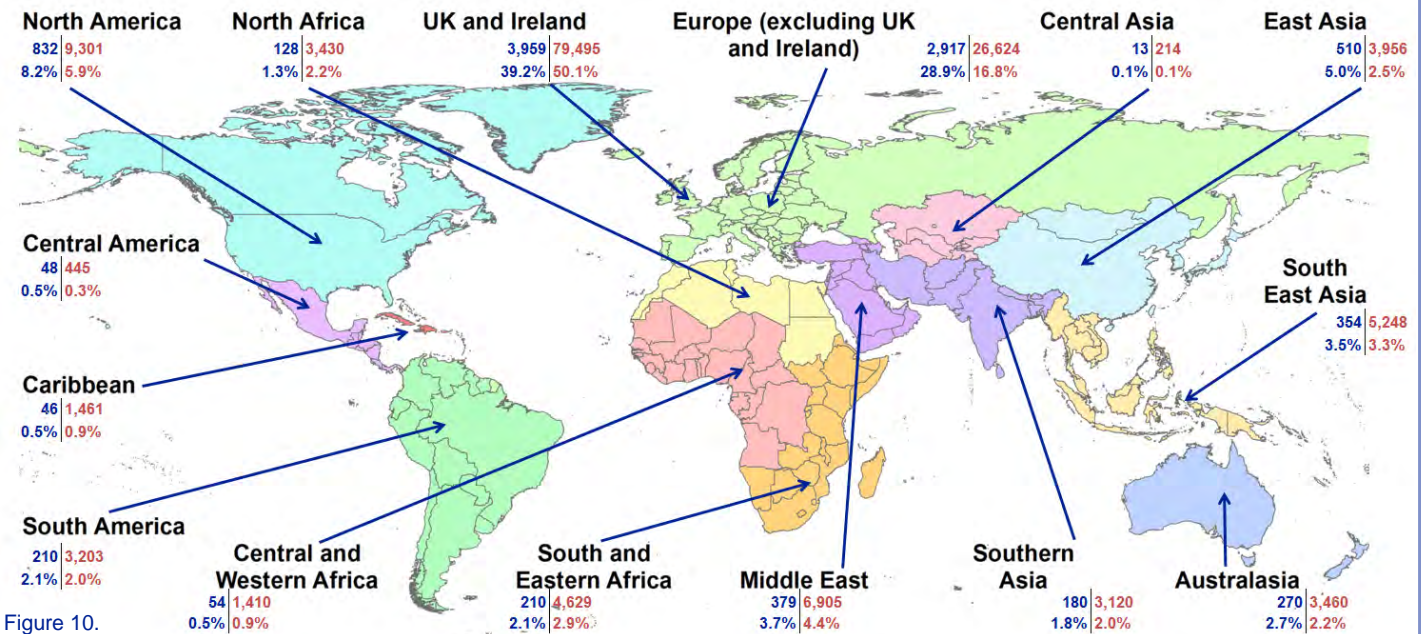 North America
832 9,301
8.2% 5.9%
North Africa
128 3,430
1.3% 2.2%
UK and Ireland
3,959 79,495
39.2% 50.1%
Europe (excluding UK
and Ireland)
2,917 26,624
28.9% 16.8%
Central Asia
13 214
0.1% 0.1%
East Asia
510 3,956
5.0% 2.5%
Central America
48 445
0.5% 0.3%
South
East Asia
354 5,248
3.5% 3.3%
Caribbean
46 1,461
0.5% 0.9%
South America
210 3,203
2.1% 2.0%
Central and
Western Africa
54 1,410
0.5% 0.9%
South and
Eastern Africa
210 4,629
2.1% 2.9%
Middle East
379 6,905
3.7% 4.4%
Southern
Asia
180 3,120
1.8% 2.0%
Australasia
270 3,460
2.7% 2.2%
Figure 10.